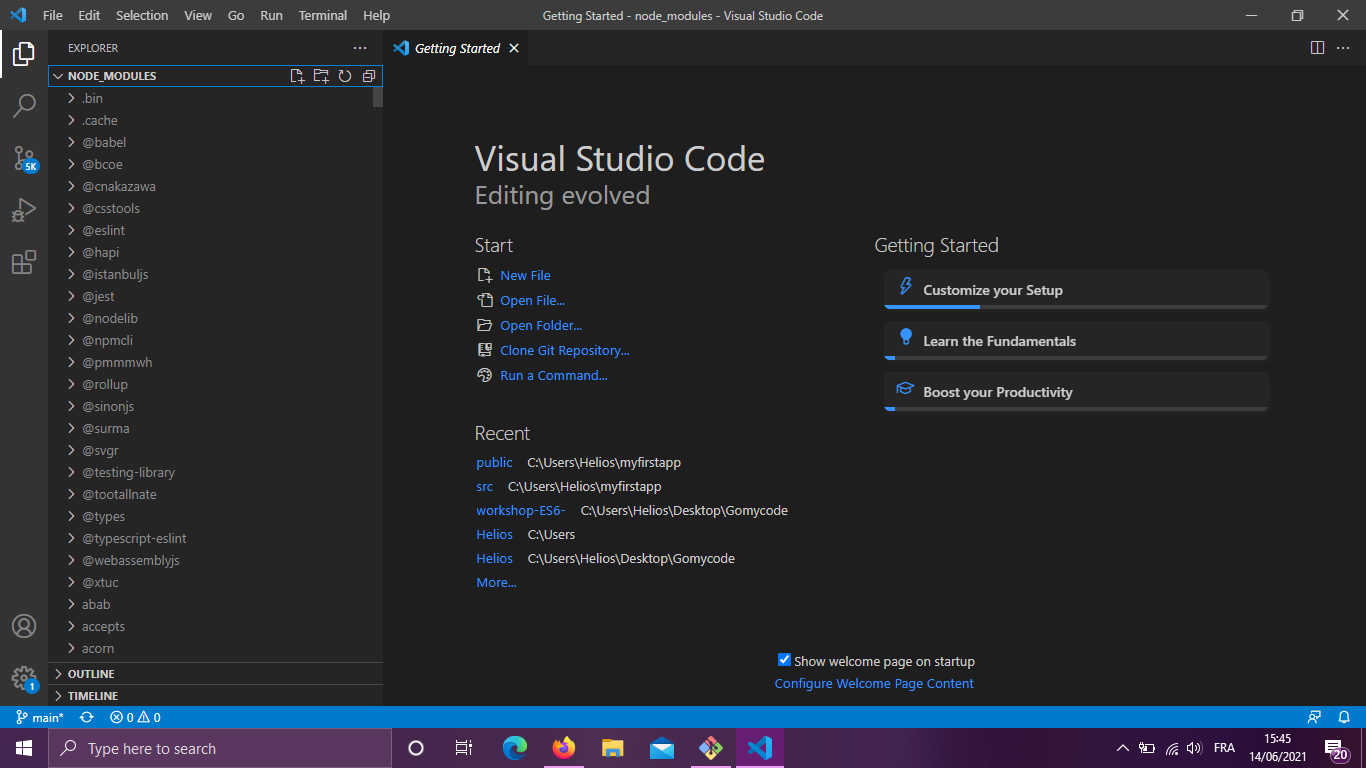 File Edit Selection View Go Run Terminal Help
Getting Started - node_modules - Visual Studio Code
EXPLORER
Getting Started
NODE_MODULES
.bin
.cache
@babel
@bcoe
@cnakazawa
@csstools
@eslint
@hapi
@istanbuljs
@jest
@nodelib
@npmcli
@pmmmwh
@rollup
@sinonjs
@surma
@svgr
@testing-library
@tootallnate
@types
@typescript-eslint
@webassemblyjs
@xtuc
abab
accepts
acorn
OUTLINE
TIMELINE
5K
1
Visual Studio Code
Editing evolved
Start
New File
Open File...
Open Folder...
Clone Git Repository...
Run a Command...
Recent
public C:\Users\Helios\myfirstapp
src C:\Users\Helios\myfirstapp
workshop-ES6- C:\Users\Helios\Desktop\Gomycode
Helios C:\Users
Helios C:\Users\Helios\Desktop\Gomycode
More...
Getting Started
Customize your Setup
Learn the Fundamentals
Boost your Productivity
Show welcome page on startup
Configure Welcome Page Content
main* 0 0
Type here to search
FRA
15:45
14/06/2021
20